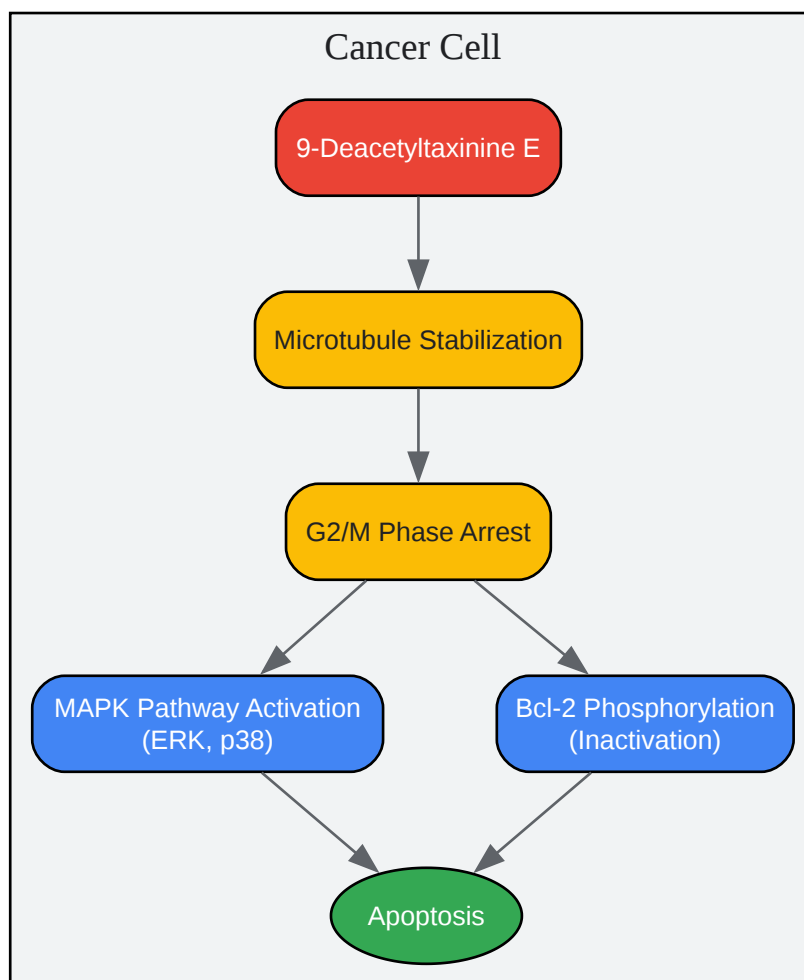 Cancer Cell
9-Deacetyltaxinine E
Microtubule Stabilization
G2/M Phase Arrest
MAPK Pathway Activation
(ERK, p38)
Bcl-2 Phosphorylation
(Inactivation)
Apoptosis